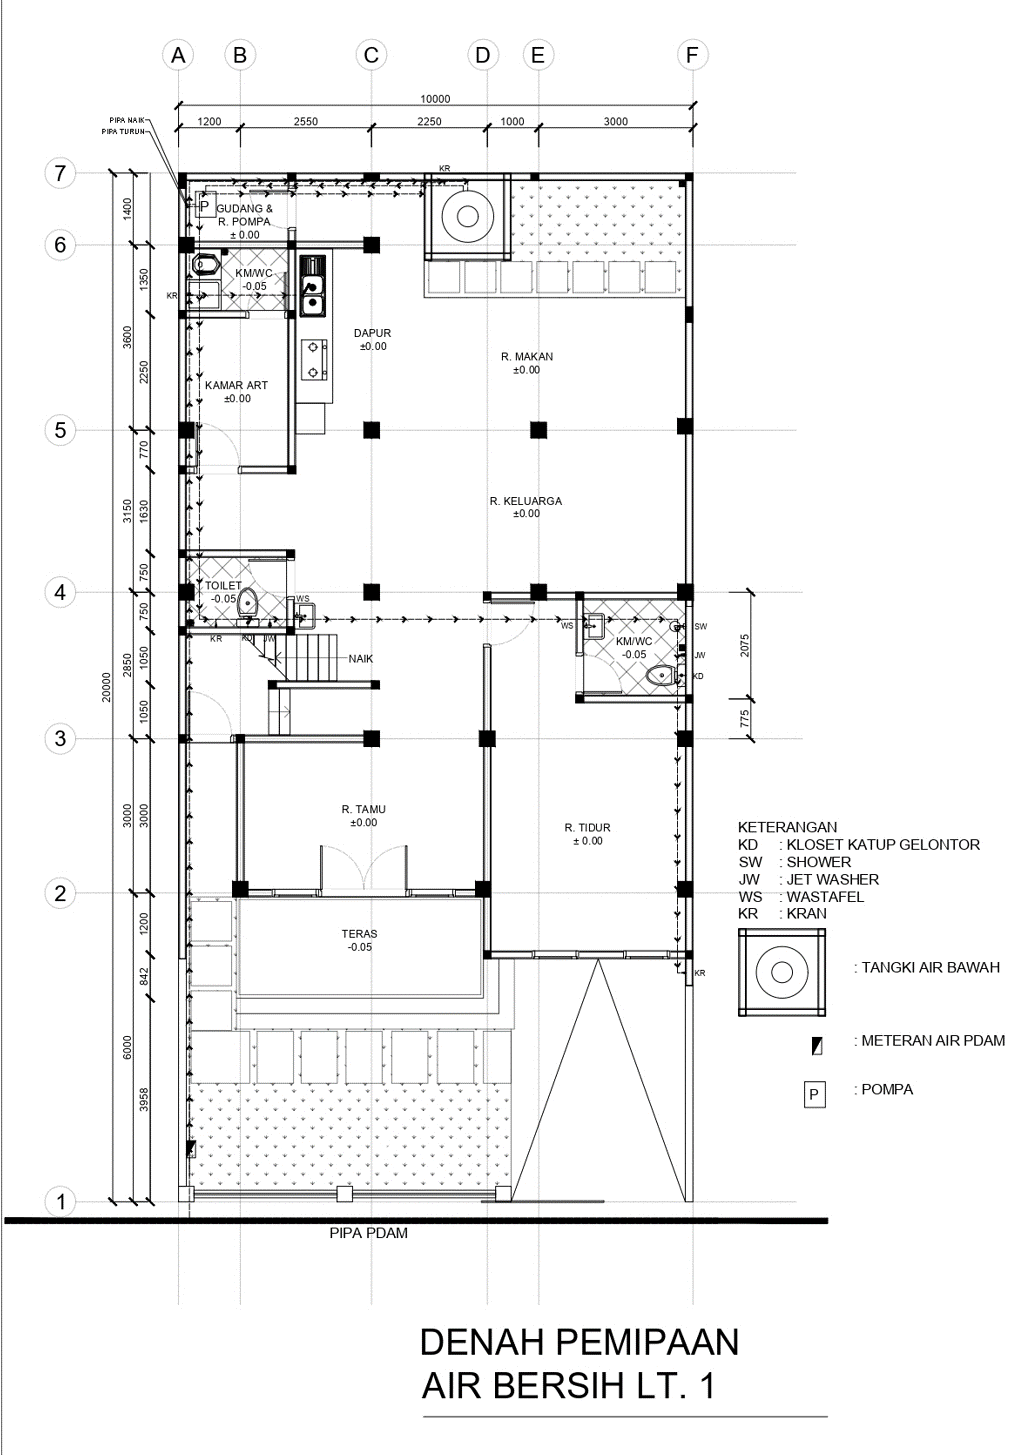 A B C D E F
10000
1200 2550 2250 1000 3000
PIPA NAIK
PIPA TURUN
7
KR
1400
P
GUDANG &
R. POMPA
± 0.00
6
KM/WC
-0.05
1350
KR
3600
DAPUR
±0.00
R. MAKAN
±0.00
2250
KAMAR ART
±0.00
5
770
3150
1630
R. KELUARGA
±0.00
750
4
TOILET
-0.05
WS
750
KR
KD
JW
WS
KM/WC
-0.05
SW
JW
KD
2075
NAIK
2850
1050
20000
1050
775
3
3000
3000
R. TAMU
±0.00
R. TIDUR
± 0.00
2
1200
TERAS
-0.05
842
KR
6000
3958
1
PIPA PDAM
KETERANGAN
KD : KLOSET KATUP GELONTOR
SW : SHOWER
JW : JET WASHER
WS : WASTAFEL
KR : KRAN
: TANGKI AIR BAWAH
: METERAN AIR PDAM
P : POMPA
DENAH PEMIPAAN
AIR BERSIH LT. 1